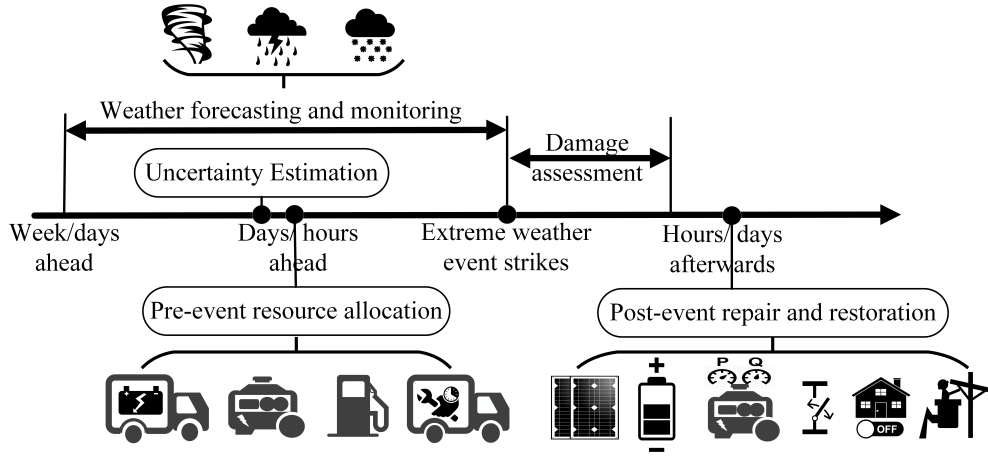 Weather forecasting and monitoring
Damage
assessment
Uncertainty Estimation
Week/days
ahead
Days/ hours
ahead
Extreme weather
event strikes
Hours/ days
afterwards
Pre-event resource allocation
Post-event repair and restoration
+
P Q
OFF